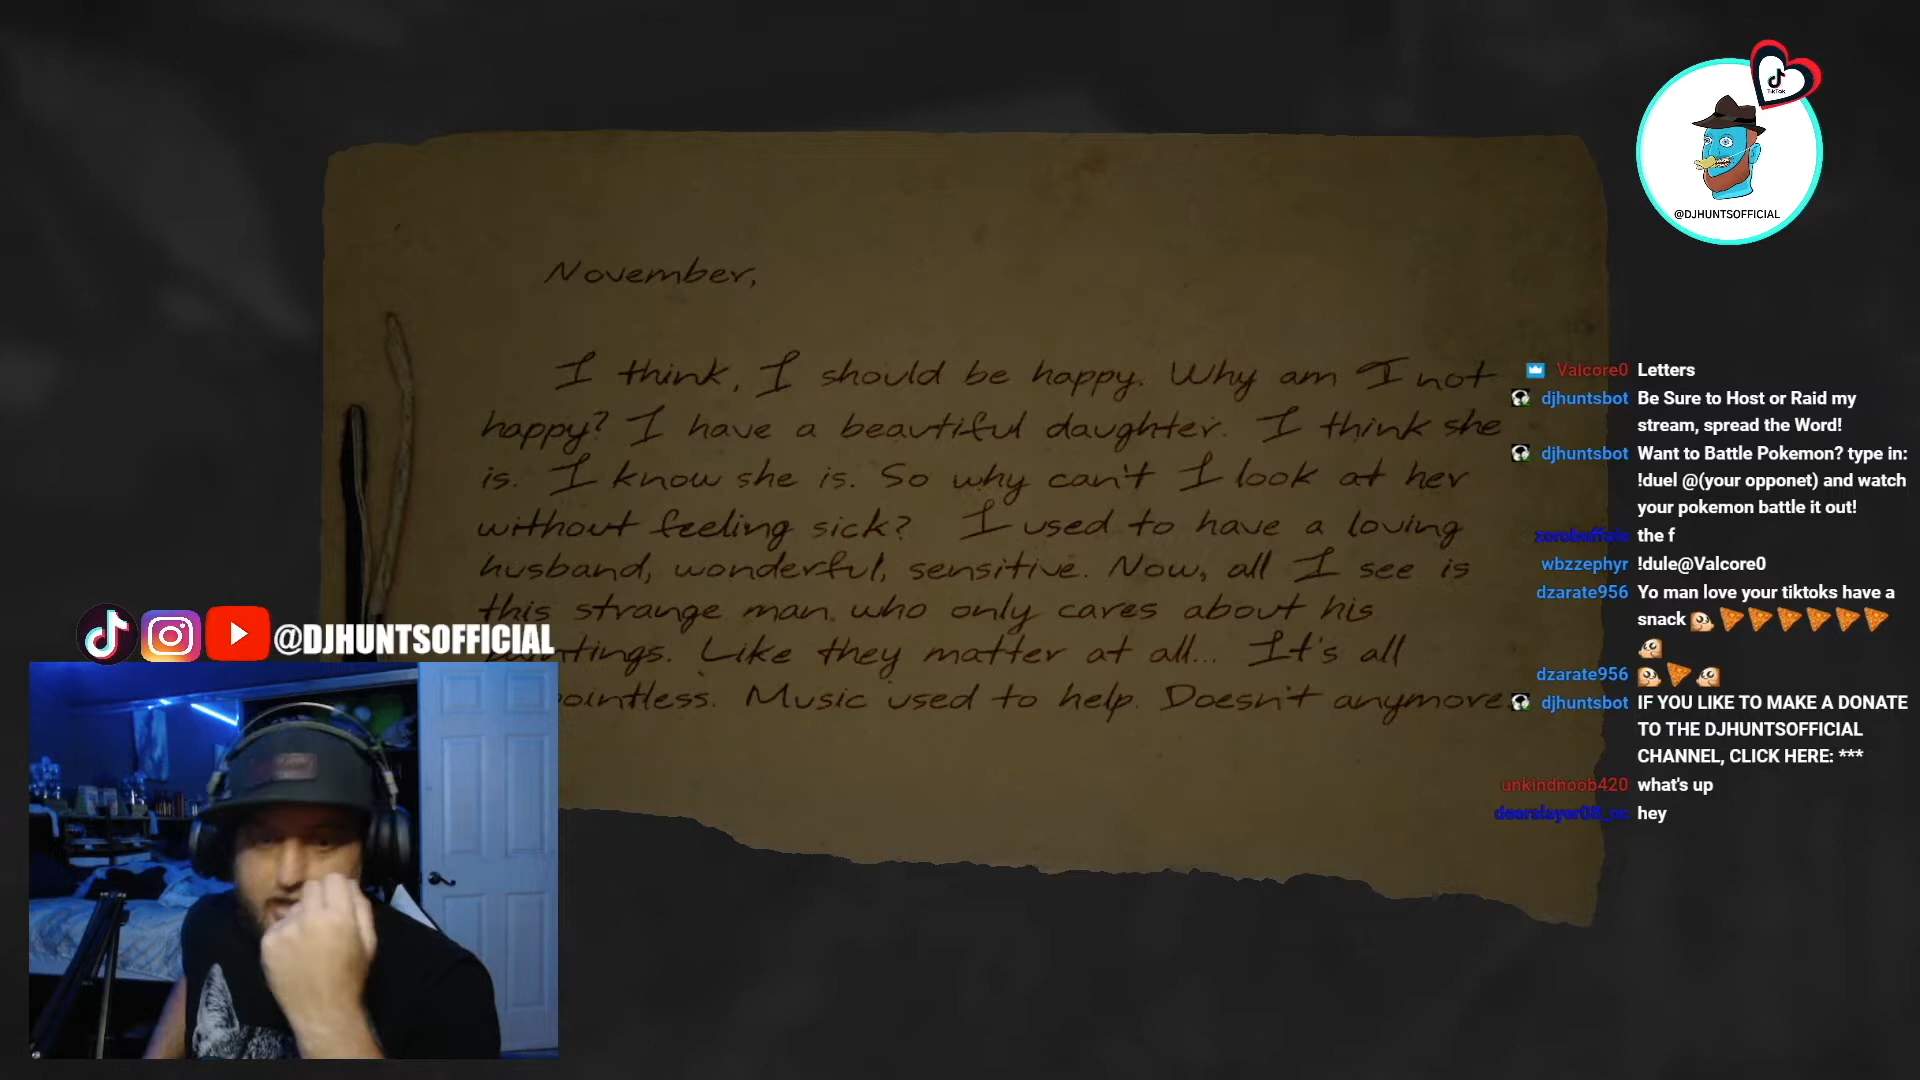 November,
I think, I should be happy. Why am I not
happy? I have a beautiful daughter. I think she
is. I know she is. So why can't I look at her
without feeling sick? I used to have a loving
husband, wonderful, sensitive. Now, all I see is
this strange man who only cares about his
Like they matter at all... It's all
Music used to help. Doesn't anymore
@DJHUNTSOFFICIAL
TikTok
@DJHUNTSOFFICIAL
Valcore0 Letters
djhuntsbot Be Sure to Host or Raid my
stream, spread the Word!
djhuntsbot Want to Battle Pokemon? type in:
!duel @(your opponet) and watch
your pokemon battle it out!
zerobuffalo the f
wbzzephyr !dule@Valcore0
dzarate956 Yo man love your tiktoks have a
snack
dzarate956
djhuntsbot IF YOU LIKE TO MAKE A DONATE
TO THE DJHUNTSOFFICIAL
CHANNEL, CLICK HERE: ***
unkindnoob420 what's up
hey